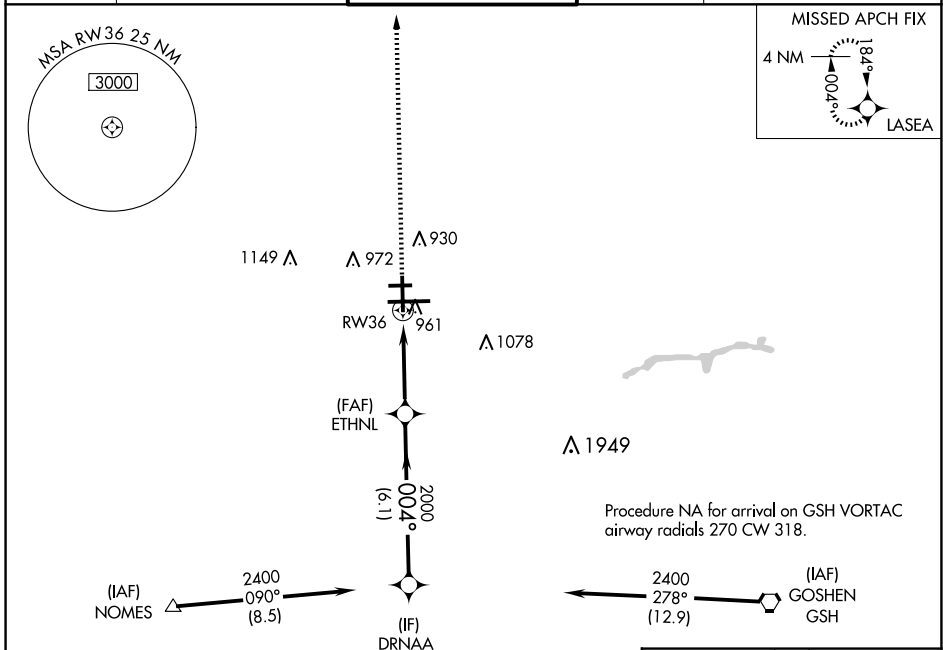 MSA RW36 25 NM
3000
MISSED APCH FIX
4 NM
184°
004°
LASEA
930
1149
972
RW36
961
1078
(FAF)
ETHNL
1949
2000
004°
(6.1)
Procedure NA for arrival on GSH VORTAC
airway radials 270 CW 318.
(IAF)
NOMES
2400
090°
(8.5)
(IF)
DRNAA
2400
278°
(12.9)
(IAF)
GOSHEN
GSH